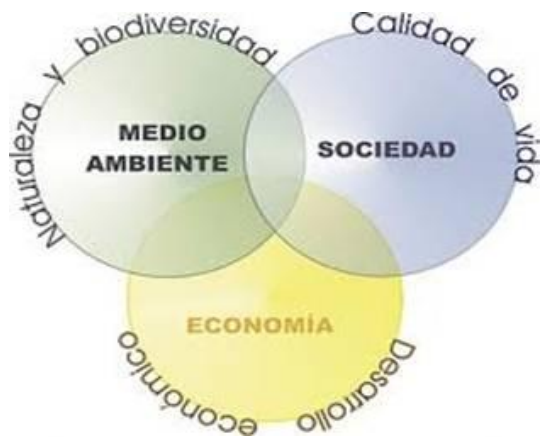 Naturaleza y biodiversidad
Calidad de vida
MEDIO
AMBIENTE
SOCIEDAD
ECONOMÍA
Desarrollo económico